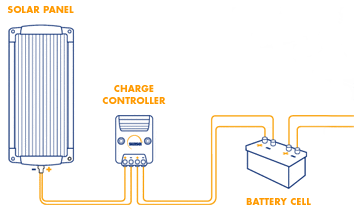 SOLAR PANEL
CHARGE
CONTROLLER
- +
BATTERY CELL